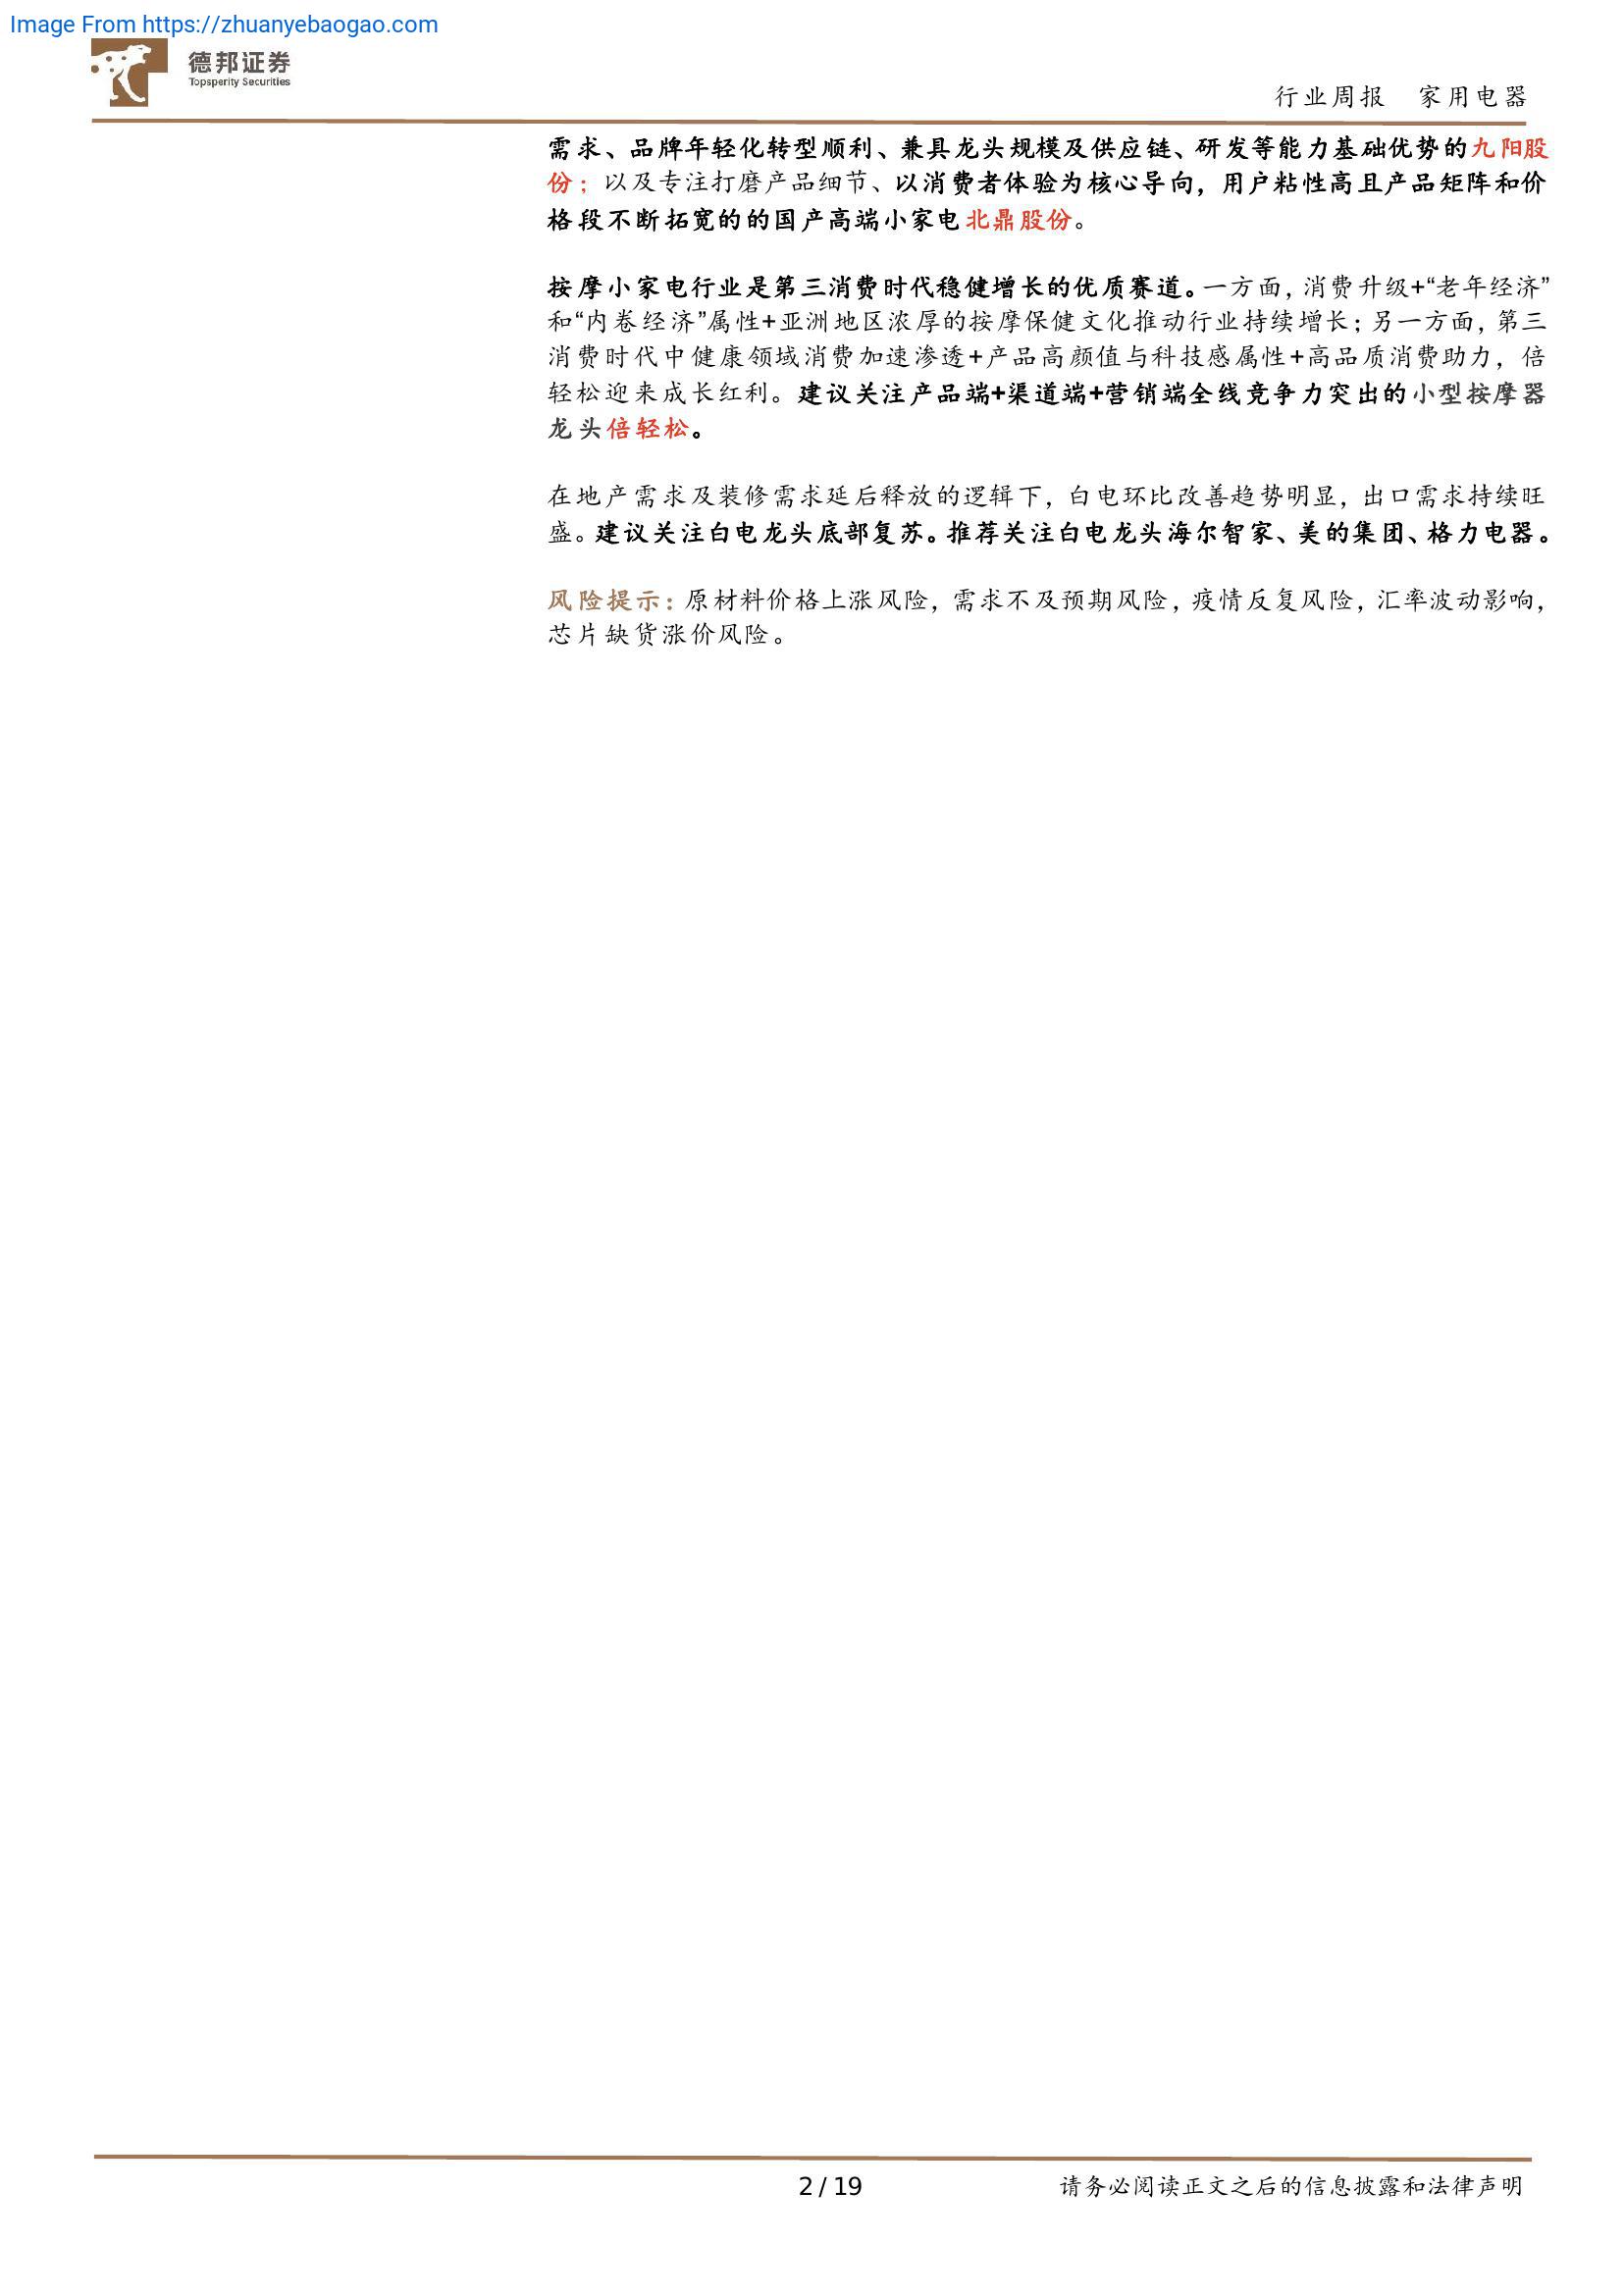 Image From https://zhuanyebaogao.com
德邦证券
Topsperity Securities
行业周报 家用电器
需求、品牌年轻化转型顺利、兼具龙头规模及供应链、研发等能力基础优势的九阳股
份；以及专注打磨产品细节、以消费者体验为核心导向，用户粘性高且产品矩阵和价
格段不断拓宽的的国产高端小家电北鼎股份。
按摩小家电行业是第三消费时代稳健增长的优质赛道。一方面，消费升级+“老年经济”
和“内卷经济”属性+亚洲地区浓厚的按摩保健文化推动行业持续增长；另一方面，第三
消费时代中健康领域消费加速渗透+产品高颜值与科技感属性+高品质消费助力，倍
轻松迎来成长红利。建议关注产品端+渠道端+营销端全线竞争力突出的小型按摩器
龙头倍轻松。
在地产需求及装修需求延后释放的逻辑下，白电环比改善趋势明显，出口需求持续旺
盛。建议关注白电龙头底部复苏。推荐关注白电龙头海尔智家、美的集团、格力电器。
风险提示：原材料价格上涨风险，需求不及预期风险，疫情反复风险，汇率波动影响，
芯片缺货涨价风险。
2 / 19
请务必阅读正文之后的信息披露和法律声明